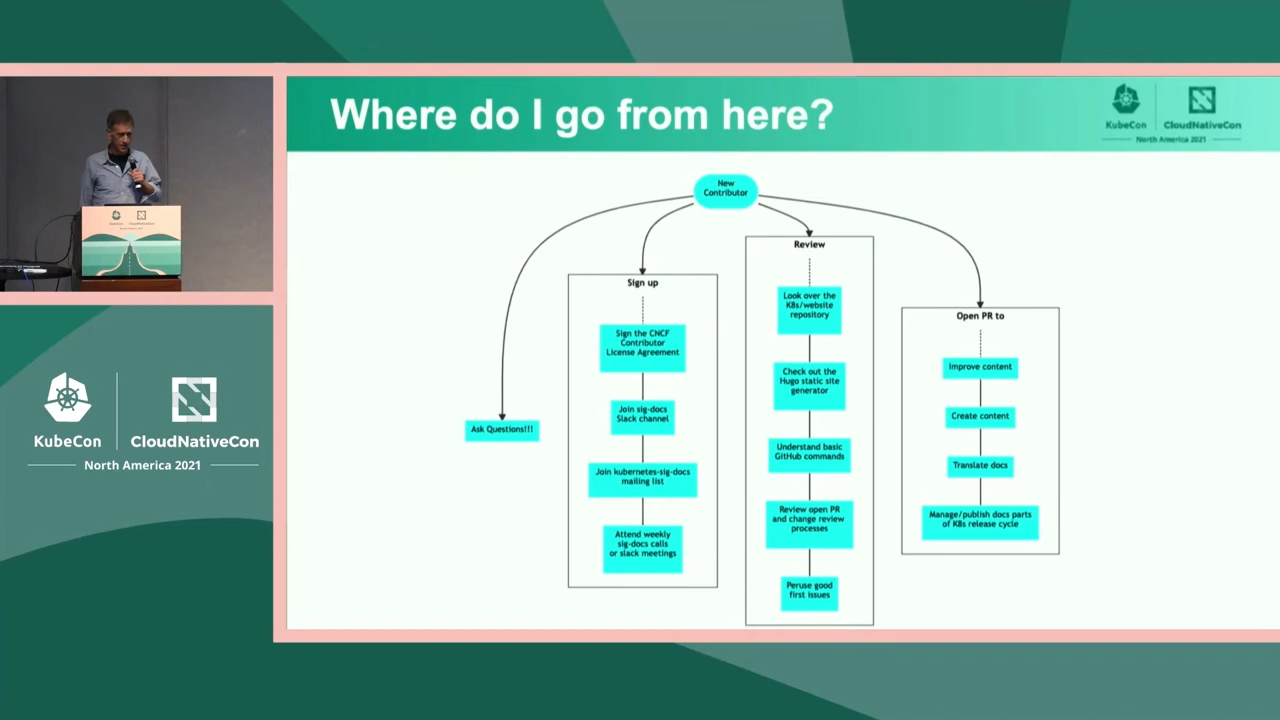 Where do I go from here?
KubeCon
CloudNativeCon
North America 2021
New
Contributor
Ask Questions!!!
Sign up
Sign the CNCF
Contributor
License Agreement
Join sig-docs
Slack channel
Join kubernetes-sig-docs
mailing list
Attend weekly
sig-docs calls
or slack meetings
Review
Look over the
K8s/website
repository
Check out the
Hugo static site
generator
Understand basic
GitHub commands
Review open PR
and change review
processes
Peruse good
first issues
Open PR to
Improve content
Create content
Translate docs
Manage/publish docs parts
of K8s release cycle
KubeCon
CloudNativeCon
North America 2021